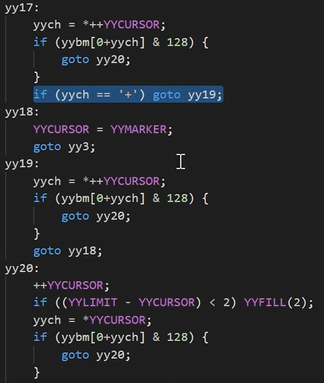 yy17:
yych = *++YYCURSOR;
if (yybm[0+yych] & 128) {
goto yy20;
}
if (yych == '+') goto yy19;
yy18:
YYCURSOR = YYMARKER;
goto yy3;
yy19:
yych = *++YYCURSOR;
if (yybm[0+yych] & 128) {
goto yy20;
}
goto yy18;
yy20:
++YYCURSOR;
if ((YYLIMIT - YYCURSOR) < 2) YYFILL(2);
yych = *YYCURSOR;
if (yybm[0+yych] & 128) {
goto yy20;
}